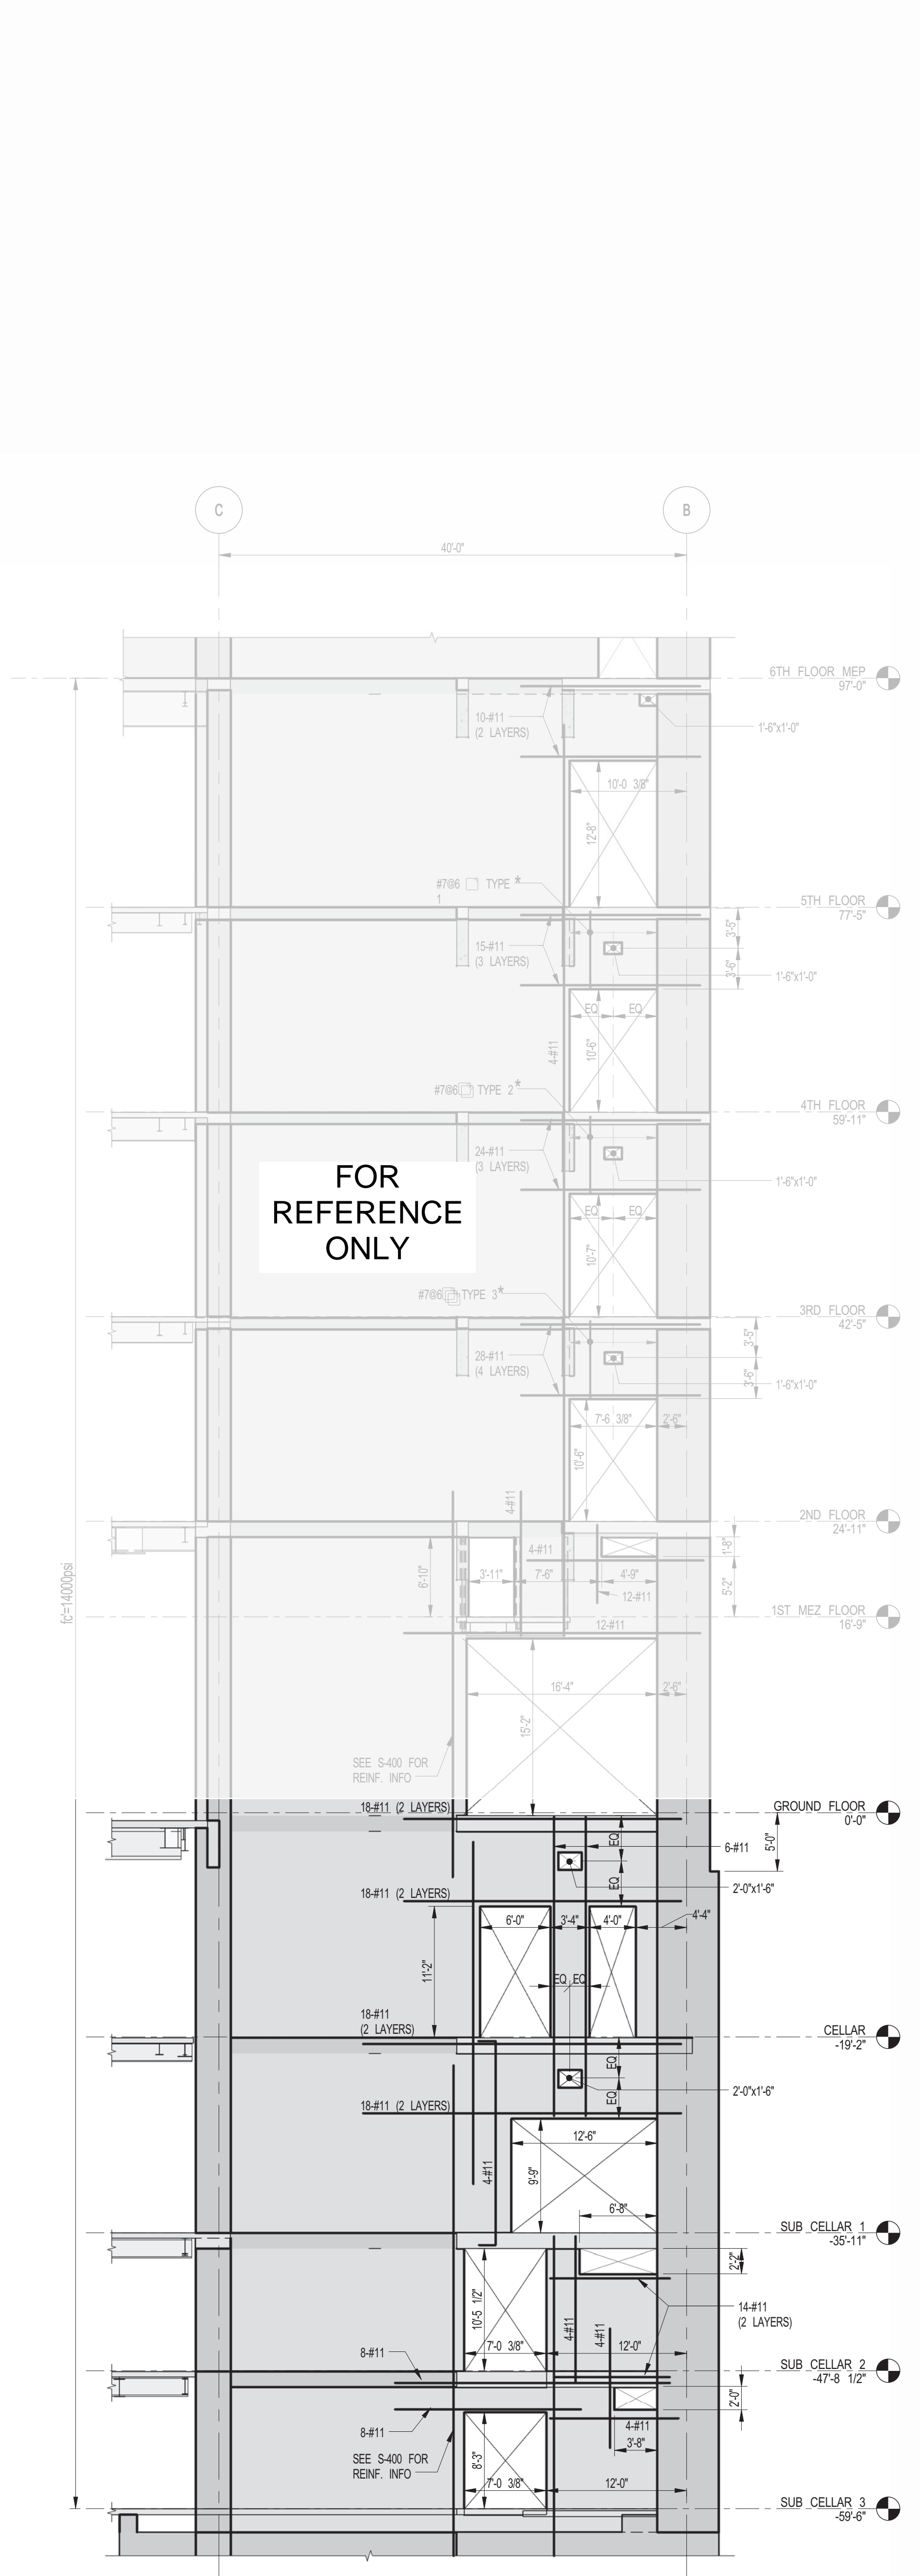 C
B
40'-0"
6TH FLOOR MEP
97'-0"
10-#11
(2 LAYERS)
1'-6"x1'-0"
10'-0 3/8"
12'-8"
#7@6 TYPE *
1
5TH FLOOR
77'-5"
3'-5"
15-#11
(3 LAYERS)
3'-6"
1'-6"x1'-0"
EQ EQ
4-#11
10'-6"
#7@6 TYPE 2*
4TH FLOOR
59'-11"
24-#11
(3 LAYERS)
FOR
REFERENCE
ONLY
1'-6"x1'-0"
EQ EQ
10'-7"
#7@6 TYPE 3*
3RD FLOOR
42'-5"
3'-5"
28-#11
(4 LAYERS)
3'-6"
1'-6"x1'-0"
7'-6 3/8"
2'-6"
10'-6"
4-#11
2ND FLOOR
24'-11"
4-#11
1'-8"
6'-10"
3'-11"
7'-6"
4'-9"
5'-2"
12-#11
fc'=14000psi
1ST MEZ FLOOR
16'-9"
12-#11
16'-4"
2'-6"
15'-2"
SEE S-400 FOR
REINF. INFO
18-#11 (2 LAYERS)
GROUND FLOOR
0'-0"
EQ
5'-0"
6-#11
EQ
2'-0"x1'-6"
18-#11 (2 LAYERS)
6'-0"
3'-4"
4'-0"
4'-4"
11'-2"
EQ EQ
18-#11
(2 LAYERS)
CELLAR
-19'-2"
EQ
2'-0"x1'-6"
EQ
18-#11 (2 LAYERS)
12'-6"
4-#11
9'-9"
6'-8"
SUB CELLAR 1
-35'-11"
2'-2"
10'-5 1/2"
14-#11
(2 LAYERS)
4-#11
4-#11
7'-0 3/8"
12'-0"
8-#11
SUB CELLAR 2
-47'-8 1/2"
2'-0"
8-#11
4-#11
3'-8"
SEE S-400 FOR
REINF. INFO
8'-3"
7'-0 3/8"
12'-0"
SUB CELLAR 3
-59'-6"